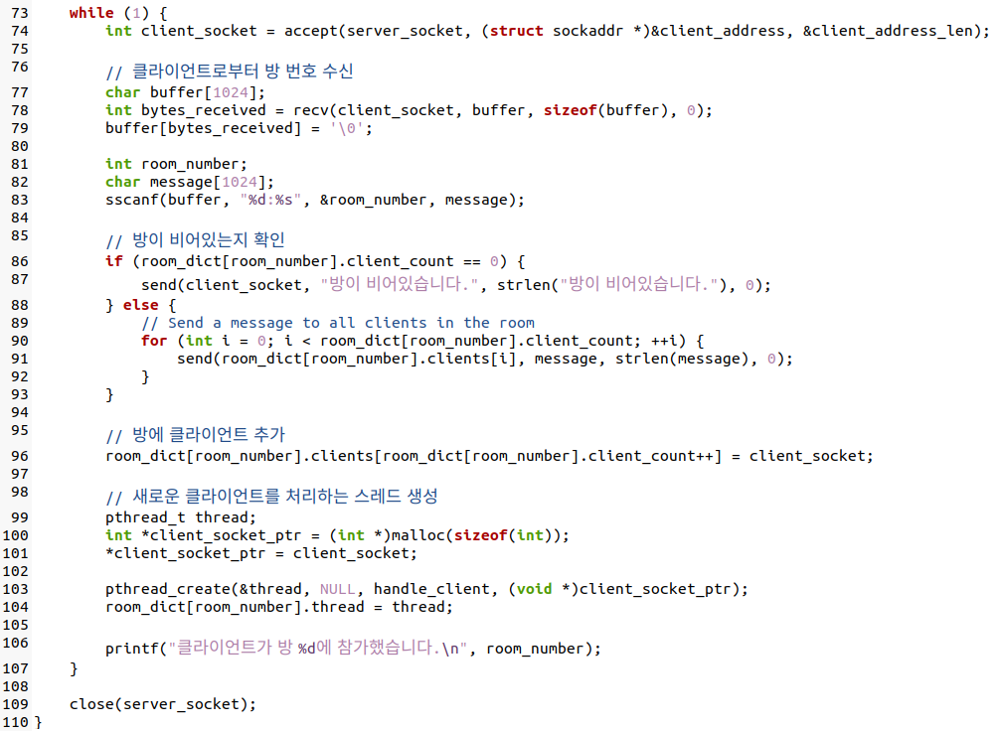 73 while (1) {
74 int client_socket = accept(server_socket, (struct sockaddr *)&client_address, &client_address_len);
75
76 // 클라이언트로부터 방 번호 수신
77 char buffer[1024];
78 int bytes_received = recv(client_socket, buffer, sizeof(buffer), 0);
79 buffer[bytes_received] = '\0';
80
81 int room_number;
82 char message[1024];
83 sscanf(buffer, "%d:%s", &room_number, message);
84
85 // 방이 비어있는지 확인
86 if (room_dict[room_number].client_count == 0) {
87 send(client_socket, "방이 비어있습니다.", strlen("방이 비어있습니다."), 0);
88 } else {
89 // Send a message to all clients in the room
90 for (int i = 0; i < room_dict[room_number].client_count; ++i) {
91 send(room_dict[room_number].clients[i], message, strlen(message), 0);
92 }
93 }
94
95 // 방에 클라이언트 추가
96 room_dict[room_number].clients[room_dict[room_number].client_count++] = client_socket;
97
98 // 새로운 클라이언트를 처리하는 스레드 생성
99 pthread_t thread;
100 int *client_socket_ptr = (int *)malloc(sizeof(int));
101 *client_socket_ptr = client_socket;
102
103 pthread_create(&thread, NULL, handle_client, (void *)client_socket_ptr);
104 room_dict[room_number].thread = thread;
105
106 printf("클라이언트가 방 %d에 참가했습니다.\n", room_number);
107 }
108
109 close(server_socket);
110 }